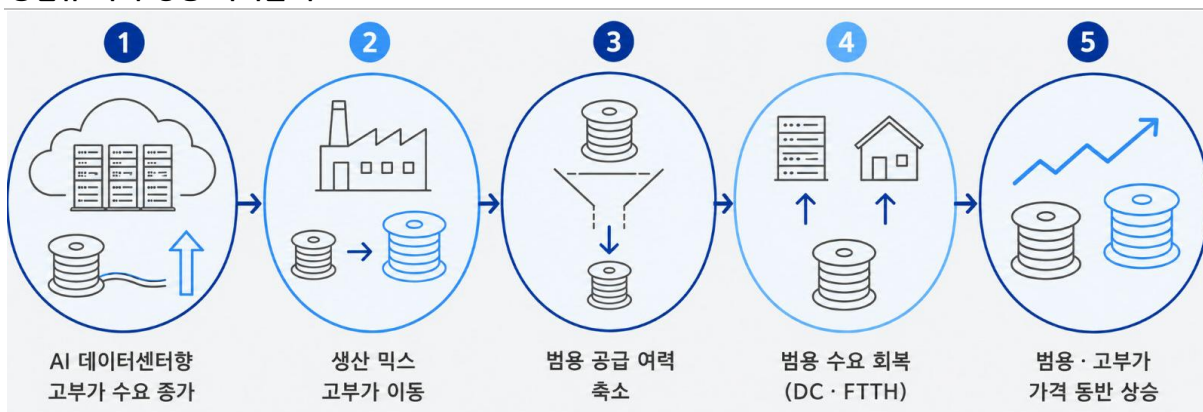 1
2
3
4
5
AI 데이터센터향
고부가 수요 종가
생산 믹스
고부가 이동
범용 공급 여력
축소
범용 수요 회복
(DC · FTTH)
범용 · 고부가
가격 동반 상승